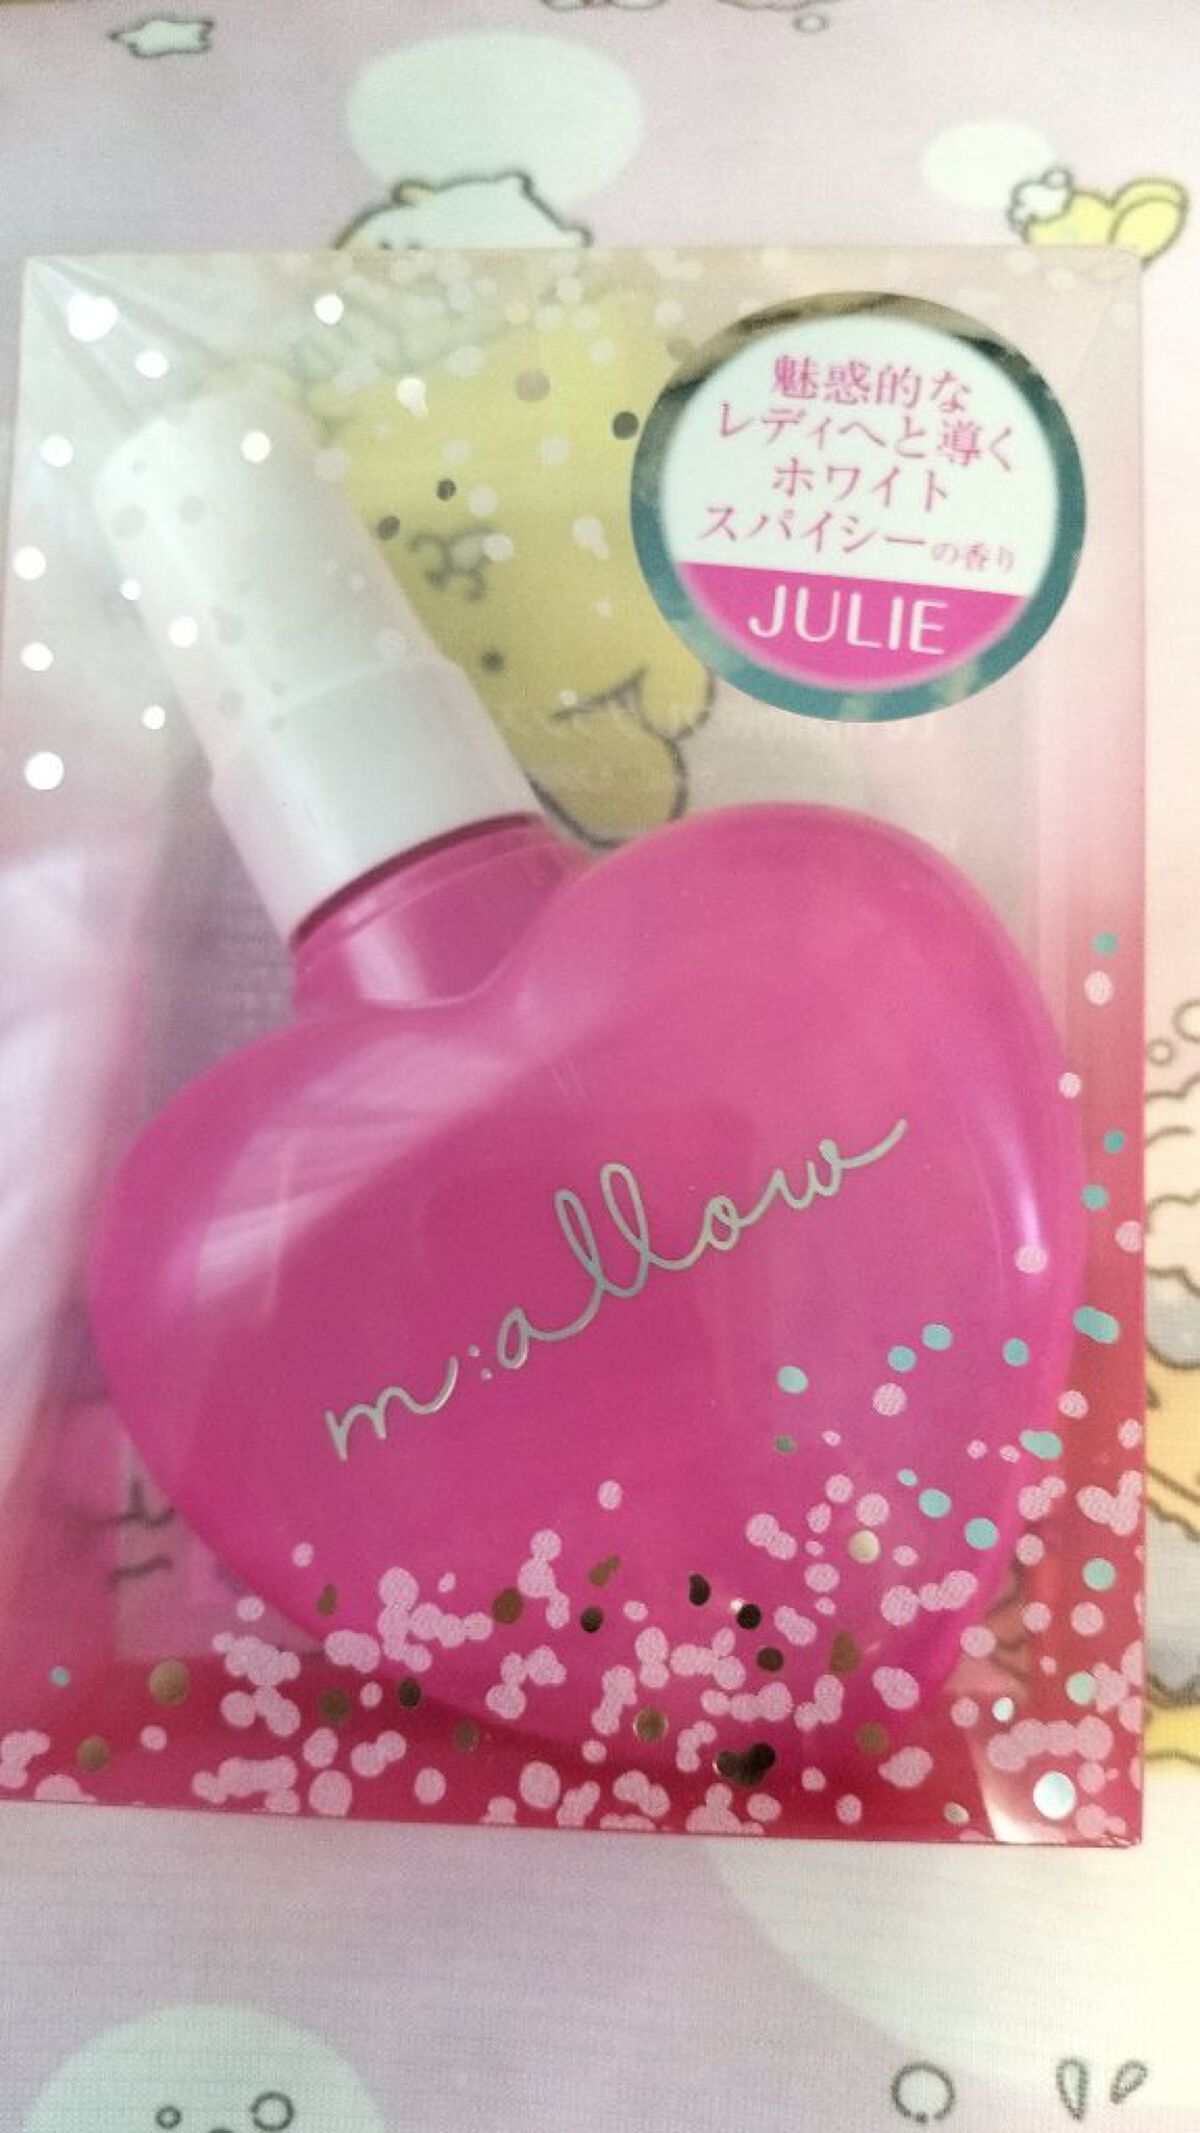 魅惑的な
レディへと導く
ホワイト
スパイシーの香り
JULIE
m:allow